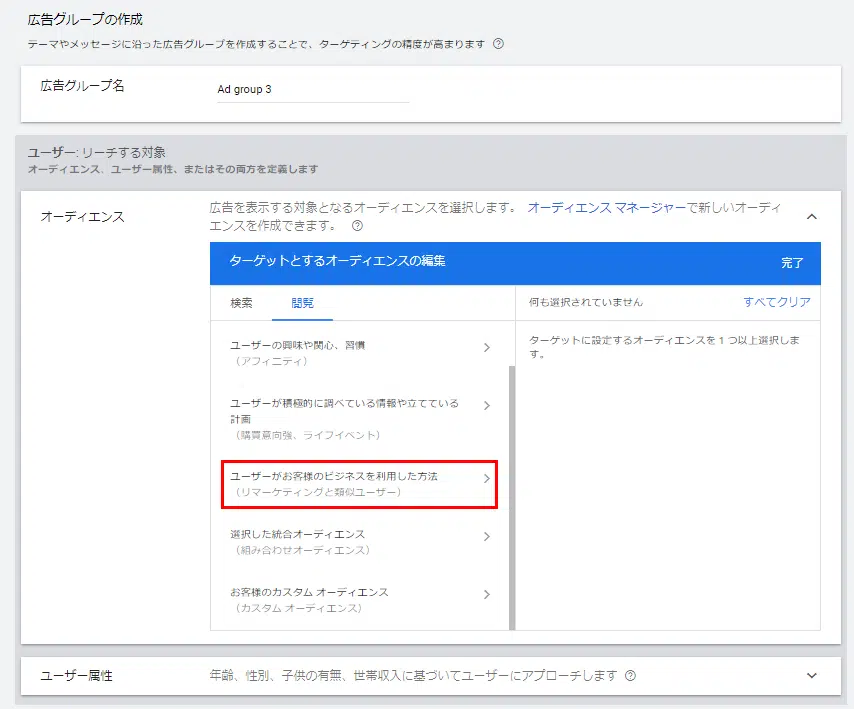 広告グループの作成
テーマやメッセージに沿った広告グループを作成することで、ターゲティングの精度が高まります
広告グループ名
Ad group 3
ユーザー: リーチする対象
オーディエンス、ユーザー属性、またはその両方を定義します
オーディエンス
広告を表示する対象となるオーディエンスを選択します。 オーディエンス マネージャーで新しいオーディ
エンスを作成できます。
ターゲットとするオーディエンスの編集
完了
検索
閲覧
何も選択されていません
すべてクリア
ターゲットに設定するオーディエンスを 1 つ以上選択しま
す。
ユーザーの興味や関心、習慣
（アフィニティ）
ユーザーが積極的に調べている情報や立てている
計画
（購買意向強、ライフイベント）
ユーザーがお客様のビジネスを利用した方法
（リマーケティングと類似ユーザー）
選択した統合オーディエンス
（組み合わせオーディエンス）
お客様のカスタム オーディエンス
（カスタム オーディエンス）
ユーザー属性
年齢、性別、子供の有無、世帯収入に基づいてユーザーにアプローチします